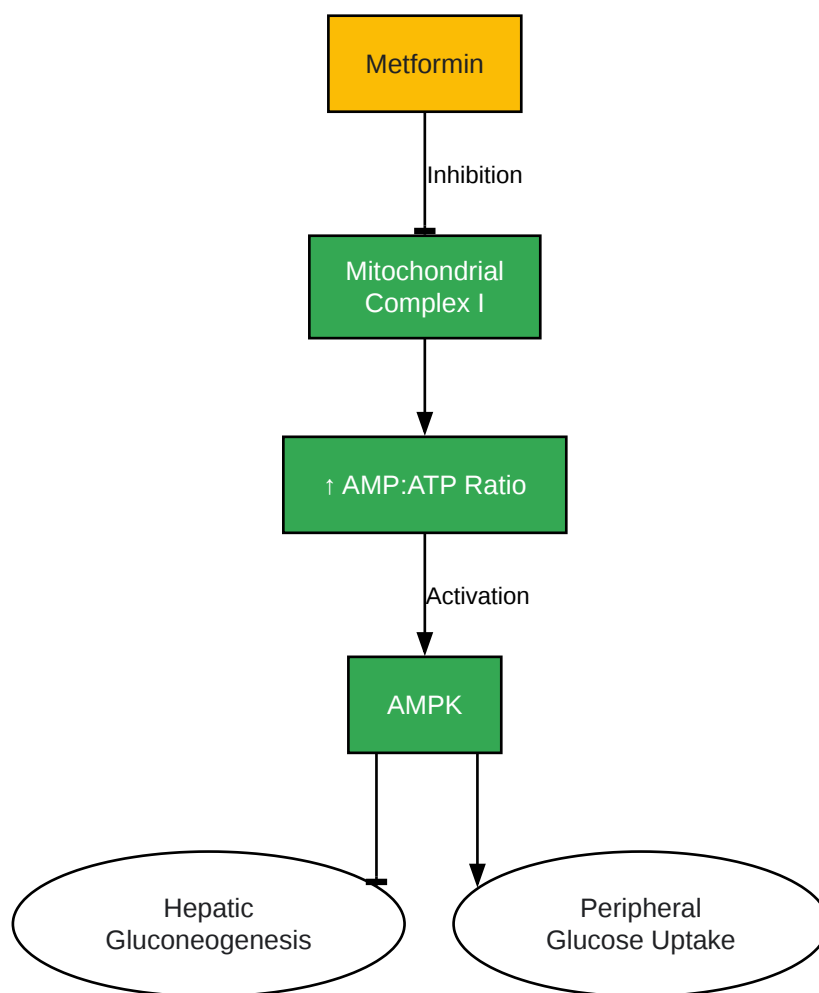 Metformin
Inhibition
Mitochondrial
Complex I
↑ AMP:ATP Ratio
Activation
AMPK
Hepatic
Gluconeogenesis
Peripheral
Glucose Uptake